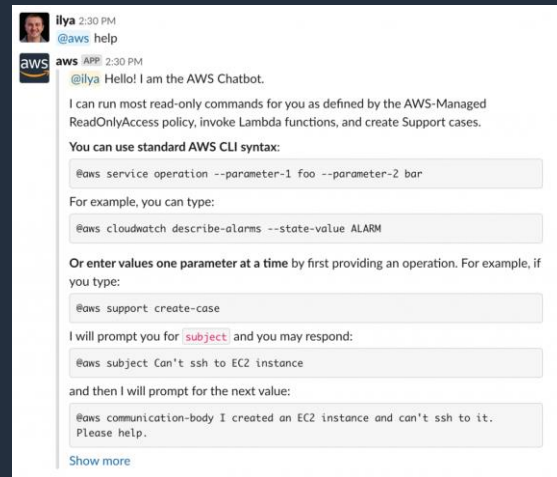 ilya 2:30 PM
@aws help
aws
aws APP 2:30 PM
@ilya Hello! I am the AWS Chatbot.
I can run most read-only commands for you as defined by the AWS-Managed
ReadOnlyAccess policy, invoke Lambda functions, and create Support cases.
You can use standard AWS CLI syntax:
@aws service operation --parameter-1 foo --parameter-2 bar
For example, you can type:
@aws cloudwatch describe-alarms --state-value ALARM
Or enter values one parameter at a time by first providing an operation. For example, if
you type:
@aws support create-case
I will prompt you for subject and you may respond:
@aws subject Can't ssh to EC2 instance
and then I will prompt for the next value:
@aws communication-body I created an EC2 instance and can't ssh to it.
Please help.
Show more